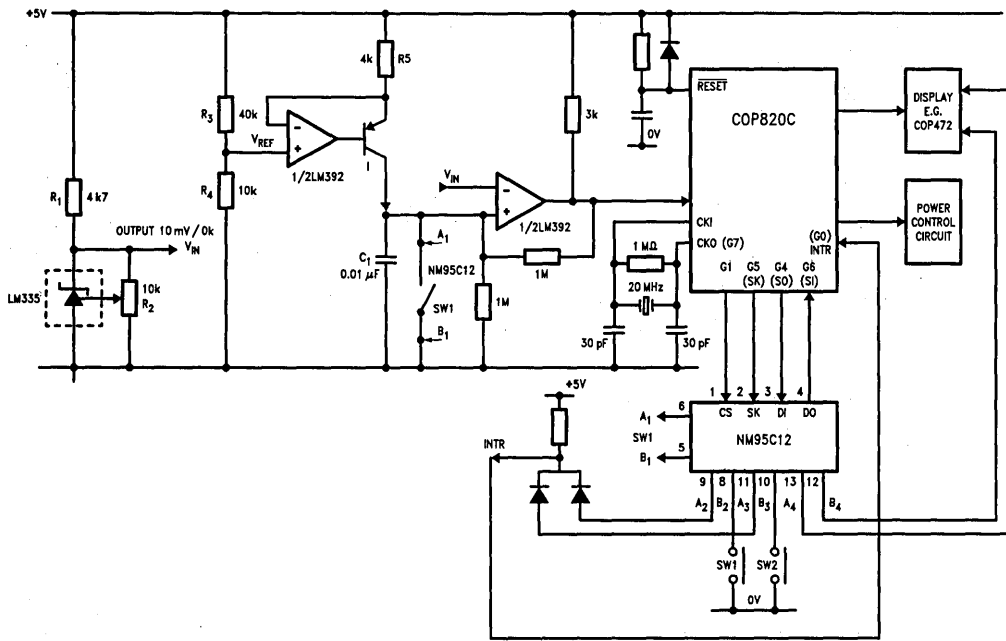 +5V
4k
R5
RESET
COP820C
DISPLAY
E.G.
COP472
R3
40k
VREF
3k
0V
1/2LM392
I
R1
4k7
R4
10k
VIN
1/2LM392
POWER
CONTROL
CIRCUIT
OUTPUT 10 mV/0k
VIN
A1
CKI
CKO (G7)
(G0)
INTR
C1
0.01 μF
NM95C12
1M
1 MΩ
LM335
10k
R2
SW1
1M
20 MHz
G1
G5
(SK)
G4
(SO)
G6
(SI)
B1
30 pF
30 pF
+5V
1
2
3
4
A1
6
CS
SK
DI
DO
SW1
NM95C12
INTR
B1
5
9
8
11
10
13
12
A2
B2
A3
B3
A4
B4
SW1
SW2
0V